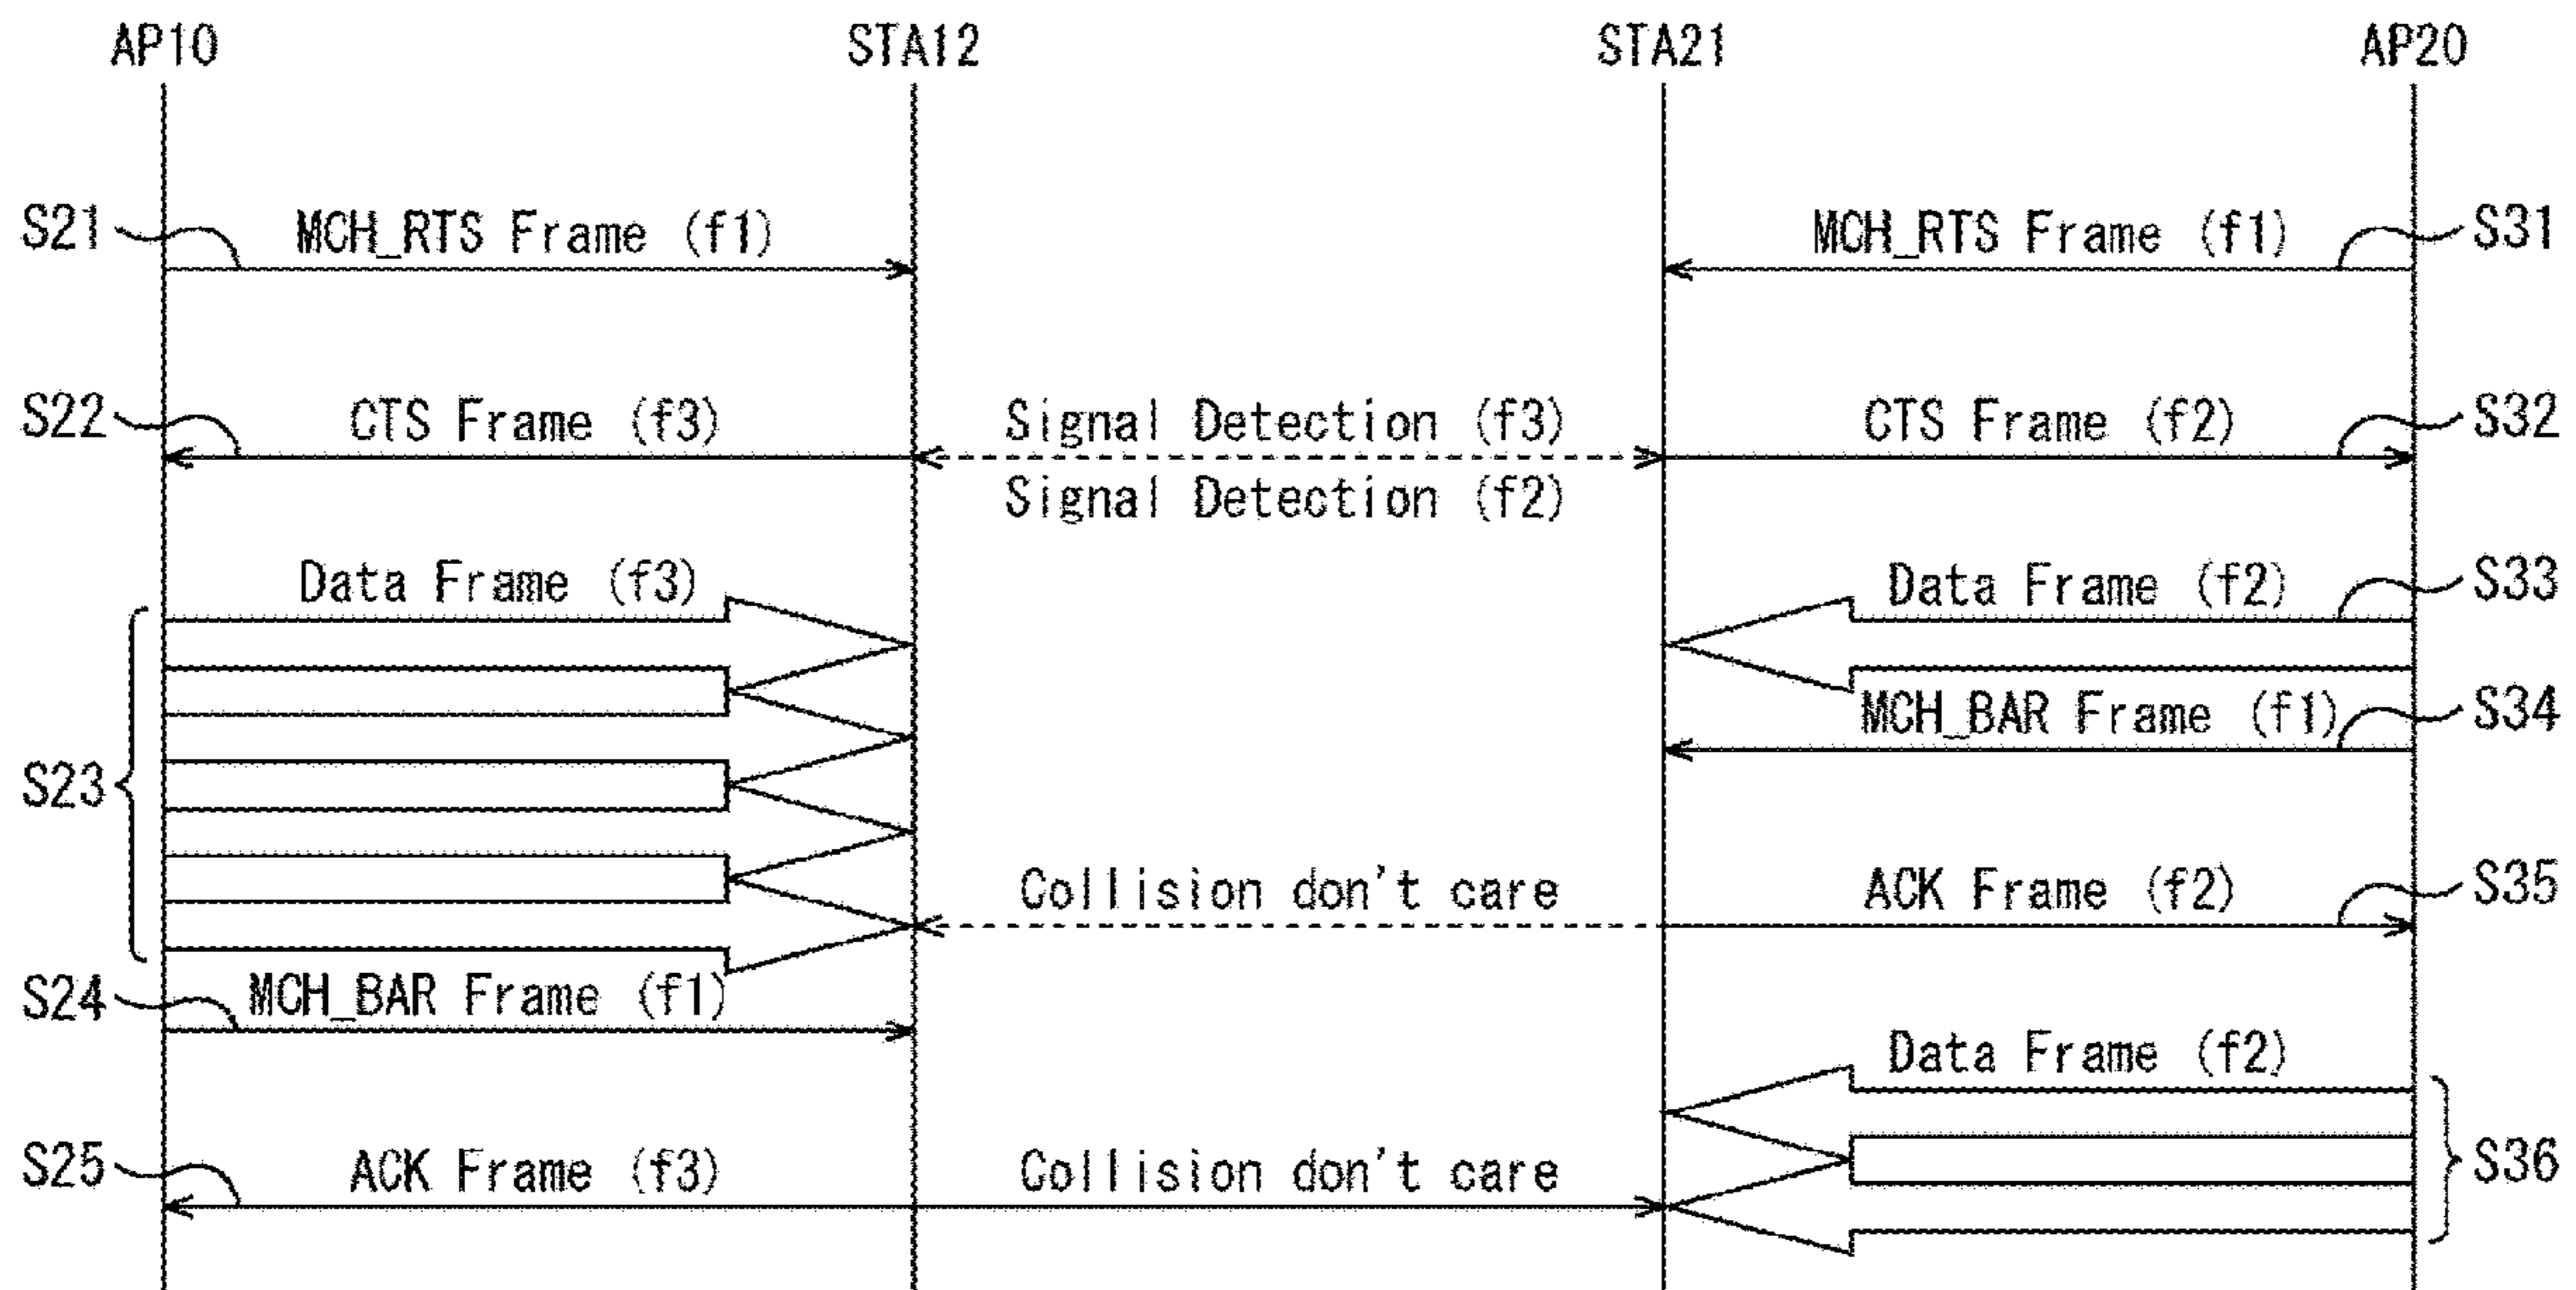 AP10 STA12 STA21 AP20
S21 MCH_RTS Frame (f1) MCH_RTS Frame (f1) S31
S22 CTS Frame (f3) Signal Detection (f3) CTS Frame (f2) S32
Signal Detection (f2)
Data Frame (f3) Data Frame (f2) S33
MCH_BAR Frame (f1) S34
S23
Collision don't care ACK Frame (f2) S35
S24 MCH_BAR Frame (f1)
Data Frame (f2)
S25 ACK Frame (f3) Collision don't care S36